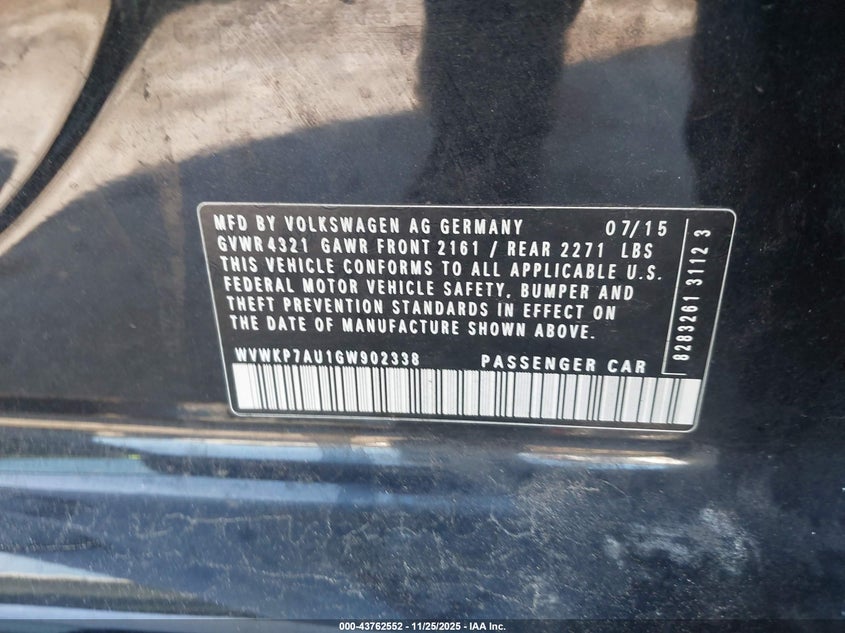 MFD BY VOLKSWAGEN AG GERMANY 07/15
GVWR 4321 GAWR FRONT 2161 / REAR 2271 LBS
THIS VEHICLE CONFORMS TO ALL APPLICABLE U.S.
FEDERAL MOTOR VEHICLE SAFETY, BUMPER AND
THEFT PREVENTION STANDARDS IN EFFECT ON
THE DATE OF MANUFACTURE SHOWN ABOVE.
WVWKP7AU1GW902338 PASSENGER CAR
8283261 3112 3
000-43762552 - 11/25/2025 - IAA Inc.